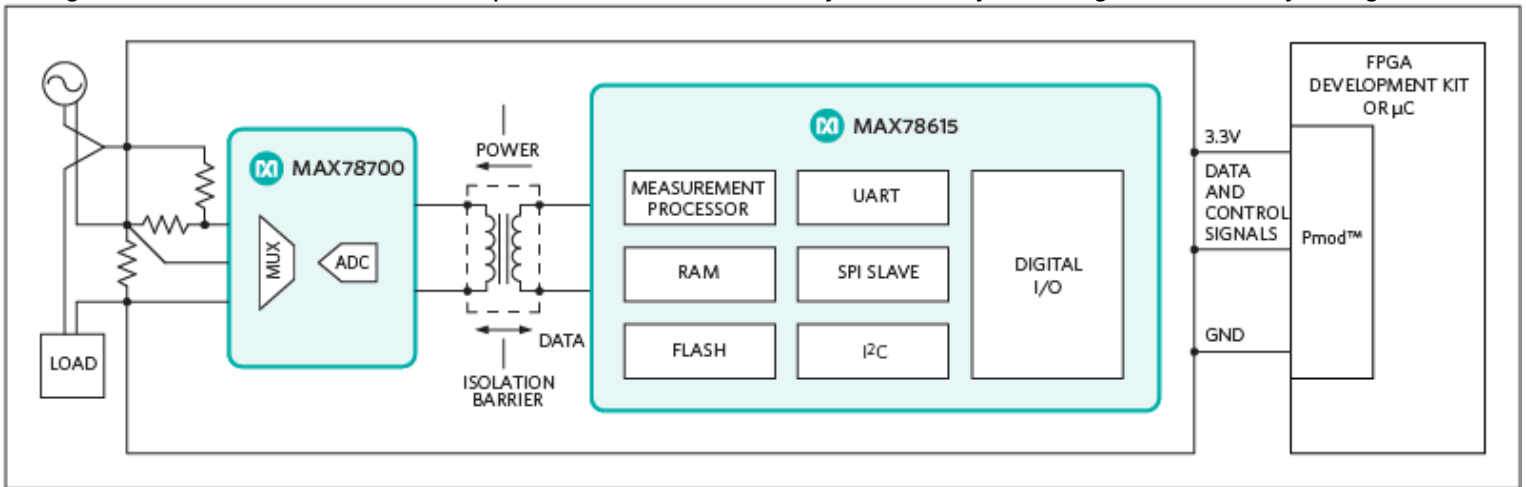 LOAD
MAX78700
MUX
ADC
POWER
DATA
ISOLATION
BARRIER
MAX78615
MEASUREMENT
PROCESSOR
UART
RAM
SPI SLAVE
FLASH
I²C
DIGITAL
I/O
3.3V
DATA
AND
CONTROL
SIGNALS
GND
FPGA
DEVELOPMENT KIT
OR µC
Pmod™